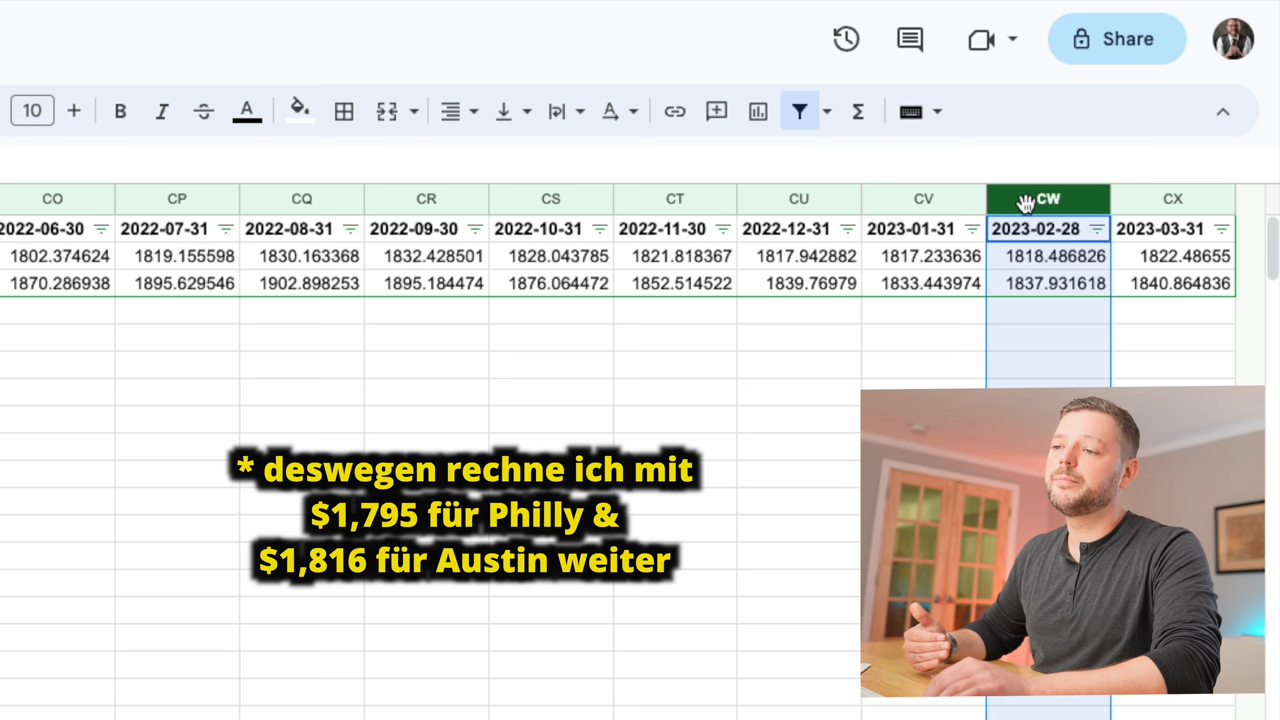 Share
10 + B I S A A Σ
CO CP CQ CR CS CT CU CV CW CX
2022-06-30 2022-07-31 2022-08-31 2022-09-30 2022-10-31 2022-11-30 2022-12-31 2023-01-31 2023-02-28 2023-03-31
1802.374624 1819.155598 1830.163368 1832.428501 1828.043785 1821.818367 1817.942882 1817.233636 1818.486826 1822.48655
1870.286938 1895.629546 1902.898253 1895.184474 1876.064472 1852.514522 1839.76979 1833.443974 1837.931618 1840.864836
* deswegen rechne ich mit
$1,795 für Philly &
$1,816 für Austin weiter